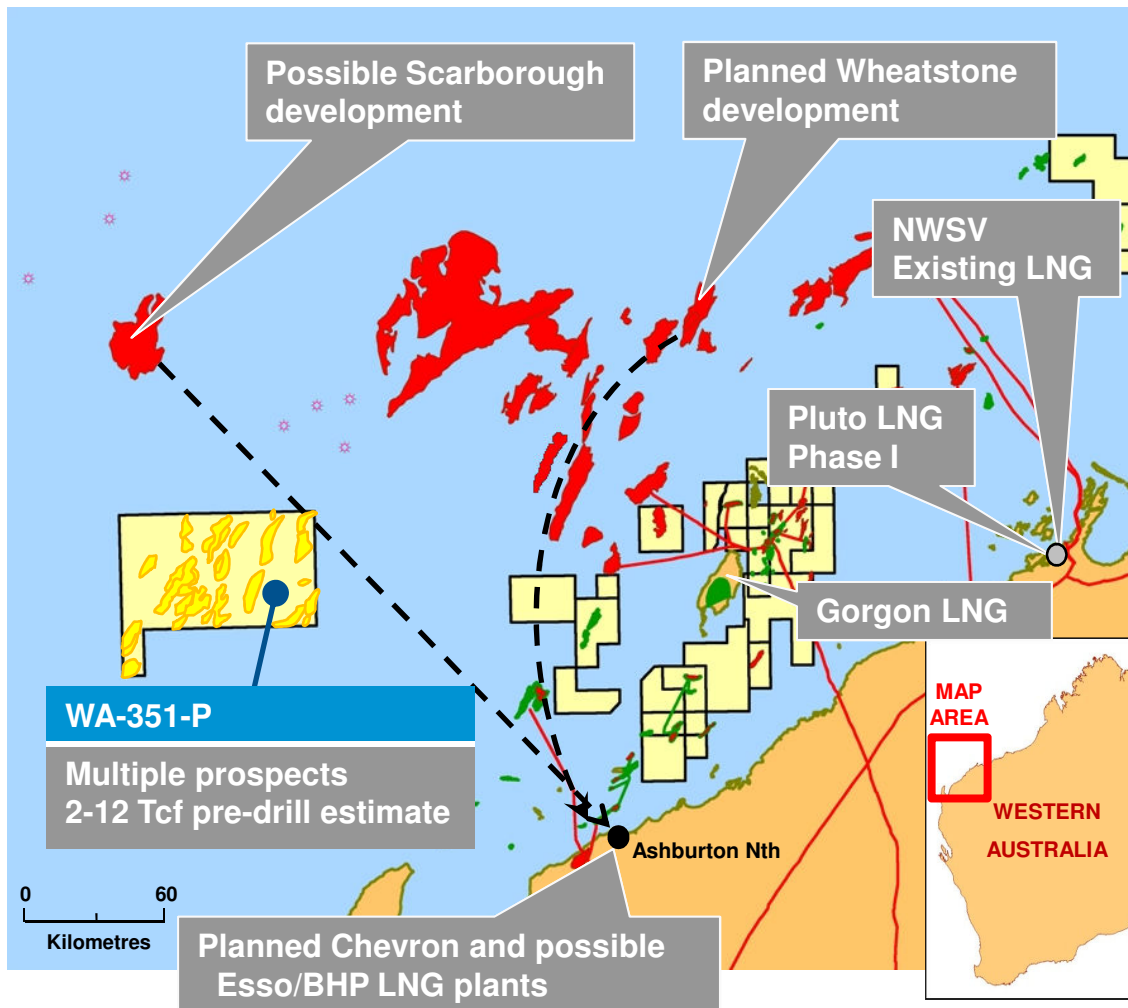 Possible Scarborough
development
Planned Wheatstone
development
NWSV
Existing LNG
Pluto LNG
Phase I
Gorgon LNG
WA-351-P
Multiple prospects
2-12 Tcf pre-drill estimate
MAP
AREA
WESTERN
AUSTRALIA
Ashburton Nth
0 60
Kilometres
Planned Chevron and possible
Esso/BHP LNG plants